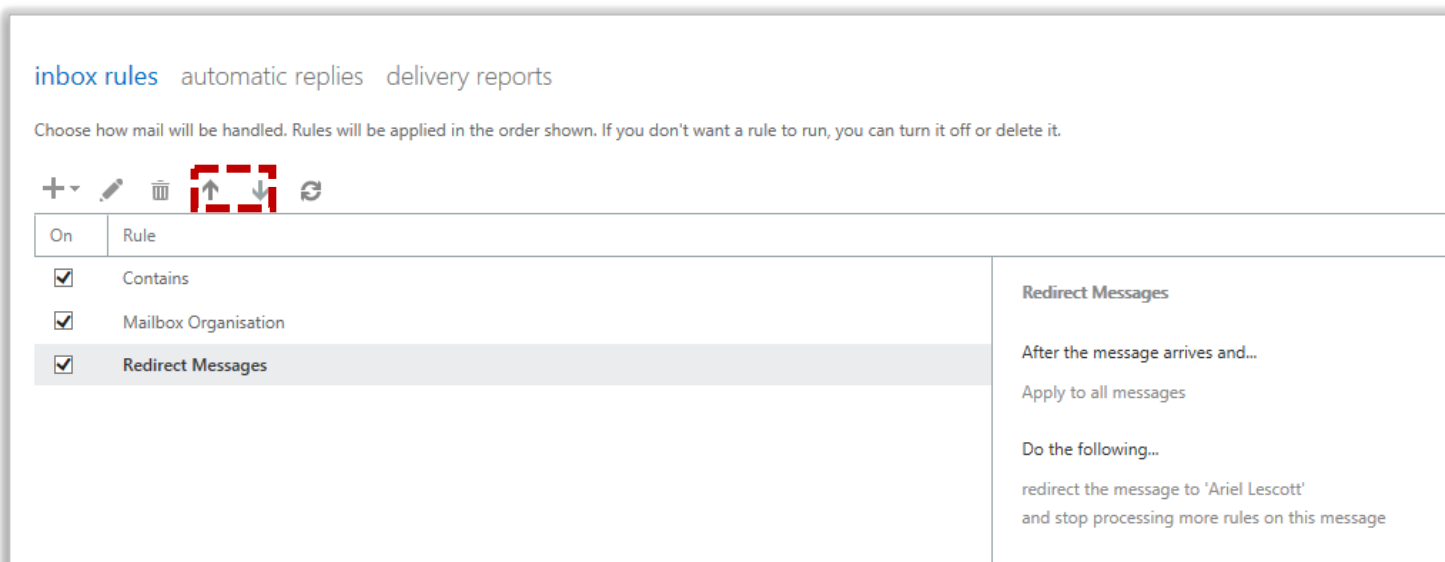 inbox rules automatic replies delivery reports
Choose how mail will be handled. Rules will be applied in the order shown. If you don't want a rule to run, you can turn it off or delete it.
On Rule
Contains
Mailbox Organisation
Redirect Messages
Redirect Messages
After the message arrives and...
Apply to all messages
Do the following...
redirect the message to 'Ariel Lescott'
and stop processing more rules on this message